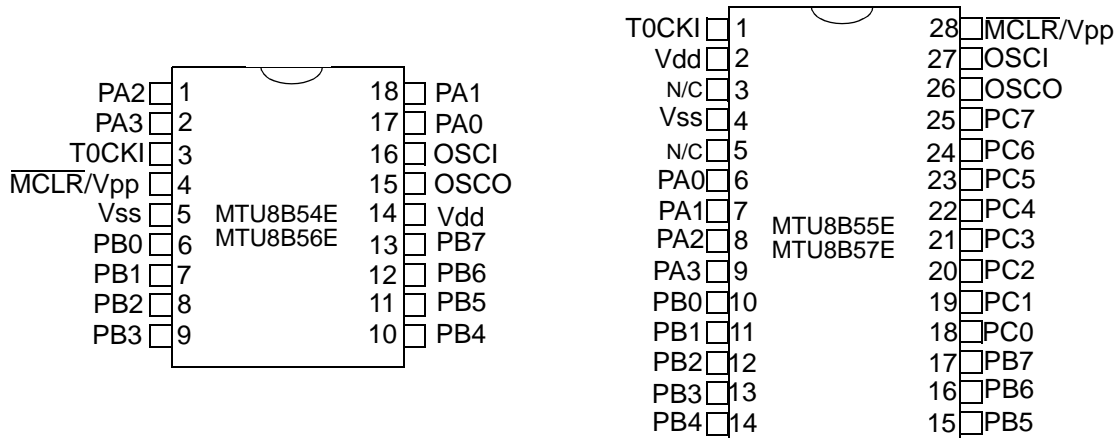 PA2 1 18 PA1
PA3 2 17 PA0
T0CKI 3 16 OSCI
MCLR/Vpp 4 15 OSCO
Vss 5 14 Vdd
PB0 6 13 PB7
PB1 7 12 PB6
PB2 8 11 PB5
PB3 9 10 PB4
MTU8B54E
MTU8B56E
T0CKI 1 28 MCLR/Vpp
Vdd 2 27 OSCI
N/C 3 26 OSCO
Vss 4 25 PC7
N/C 5 24 PC6
PA0 6 23 PC5
PA1 7 22 PC4
PA2 8 21 PC3
PA3 9 20 PC2
PB0 10 19 PC1
PB1 11 18 PC0
PB2 12 17 PB7
PB3 13 16 PB6
PB4 14 15 PB5
MTU8B55E
MTU8B57E